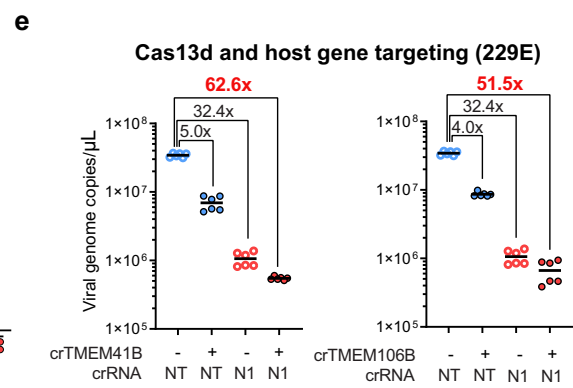 e
Cas13d and host gene targeting (229E)
62.6x
32.4x
5.0x
Viral genome copies/µL
1×10⁸
1×10⁷
1×10⁶
1×10⁵
crTMEM41B - + - +
crRNA NT NT N1 N1
51.5x
32.4x
4.0x
1×10⁸
1×10⁷
1×10⁶
1×10⁵
crTMEM106B - + - +
crRNA NT NT N1 N1